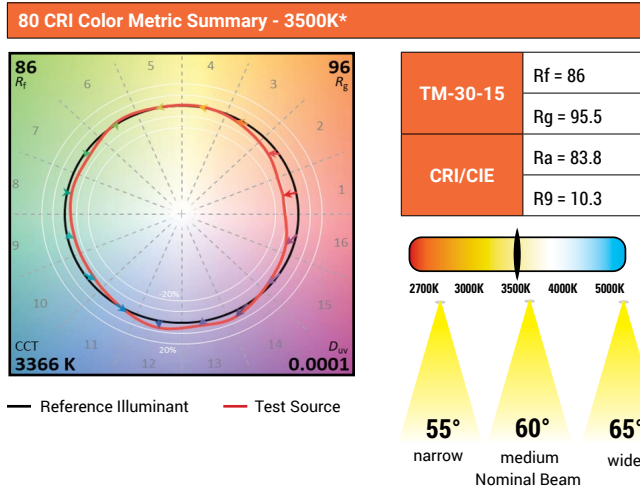 80 CRI Color Metric Summary - 3500K*
86
Rf
96
Rg
1
2
3
4
5
6
7
8
9
10
11
12
13
14
15
16
-20%
20%
CCT
3366 K
Duv
0.0001
Reference Illuminant
Test Source
TM-30-15
Rf = 86
Rg = 95.5
CRI/CIE
Ra = 83.8
R9 = 10.3
2700K 3000K 3500K 4000K 5000K
55° 60° 65°
narrow medium wide
Nominal Beam